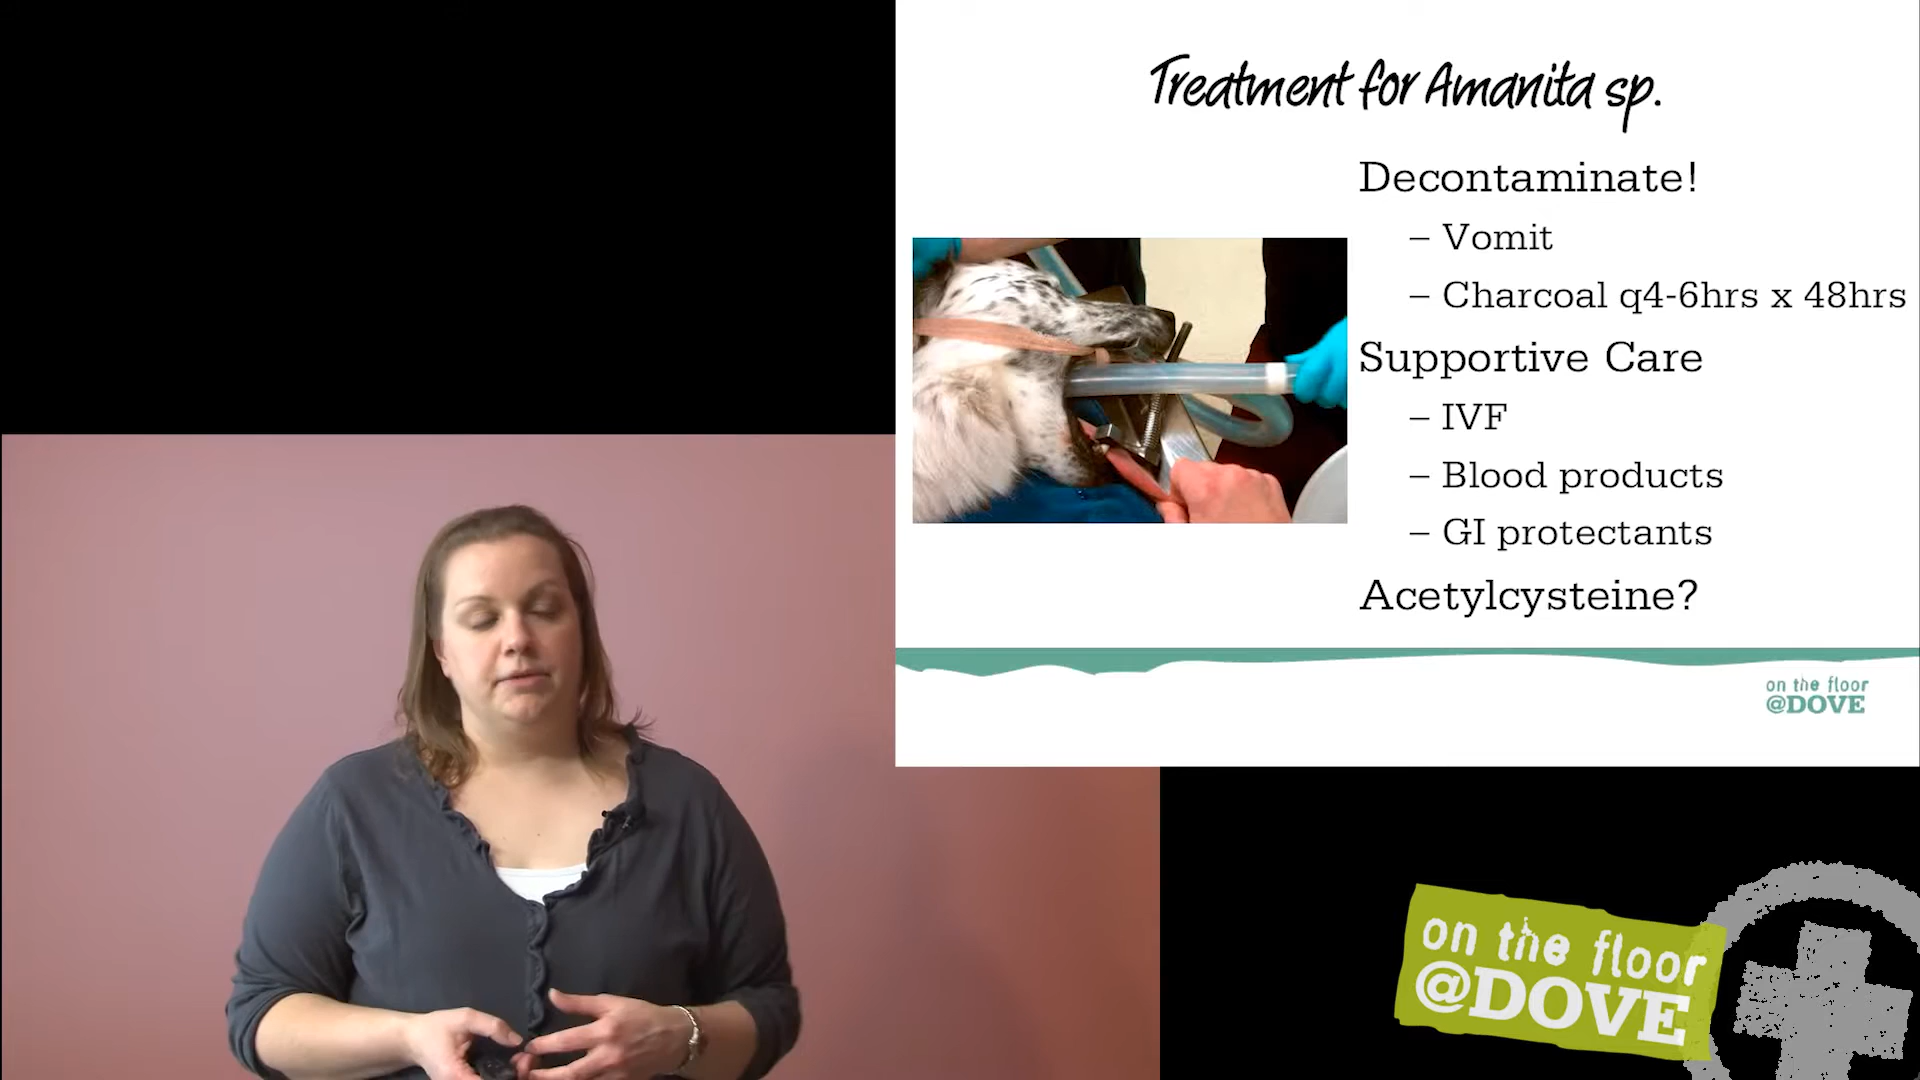 Treatment for Amanita sp.
Decontaminate!
– Vomit
– Charcoal q4-6hrs x 48hrs
Supportive Care
– IVF
– Blood products
– GI protectants
Acetylcysteine?
on the floor
@DOVE
on the floor
@DOVE